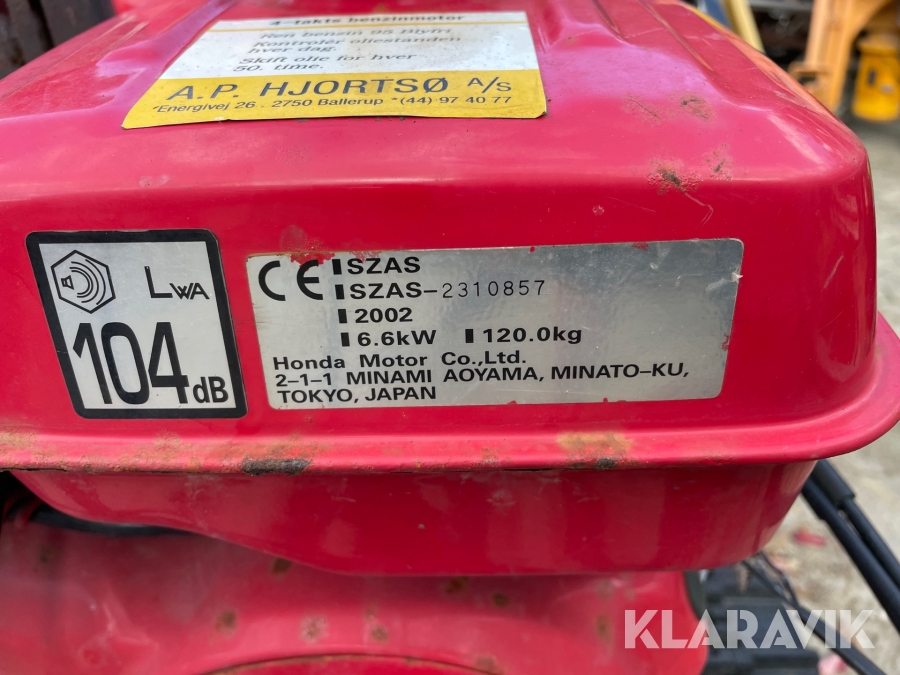 4-takts benzinmotor
Ren benzin 95 Blyfri
Kontroler oliestanden
hver dag.
Skift olie for hver
50. time.
A.P. HJORTSØ A/S
Energivej 26 . 2750 Ballerup *(44) 97 40 77
LWA
104dB
CE SZAS
SZAS-2310857
2002
6.6kW 120.0kg
Honda Motor Co.,Ltd.
2-1-1 MINAMI AOYAMA, MINATO-KU,
TOKYO, JAPAN
KLARAVIK